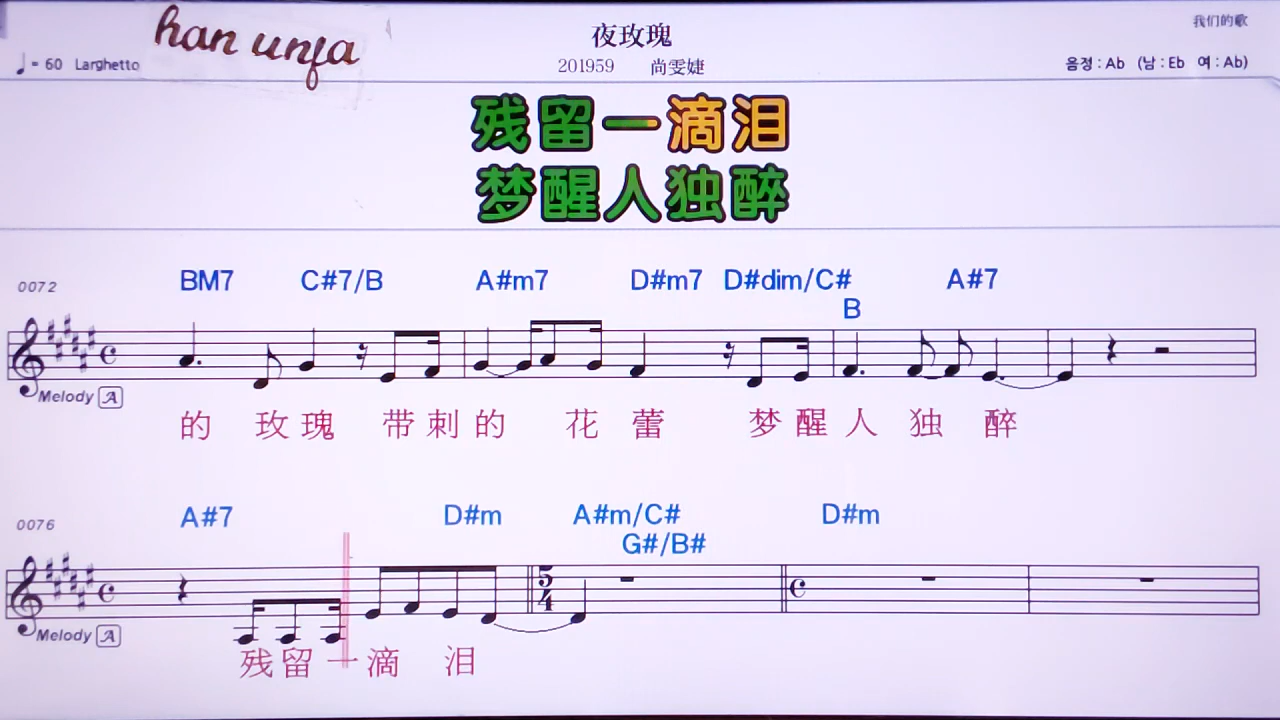 han unfa
夜玫瑰
我们的歌
♩= 60 Larghetto
201959 尚雯婕
음정 : Ab (남 : Eb 여 : Ab)
残留一滴泪
梦醒人独醉
0072 BM7 C#7/B A#m7 D#m7 D#dim/C# A#7
B
Melody A
的 玫瑰 带刺的 花蕾 梦醒人 独 醉
0076 A#7 D#m A#m/C# D#m
G#/B#
5
4
Melody A
残留一滴 泪